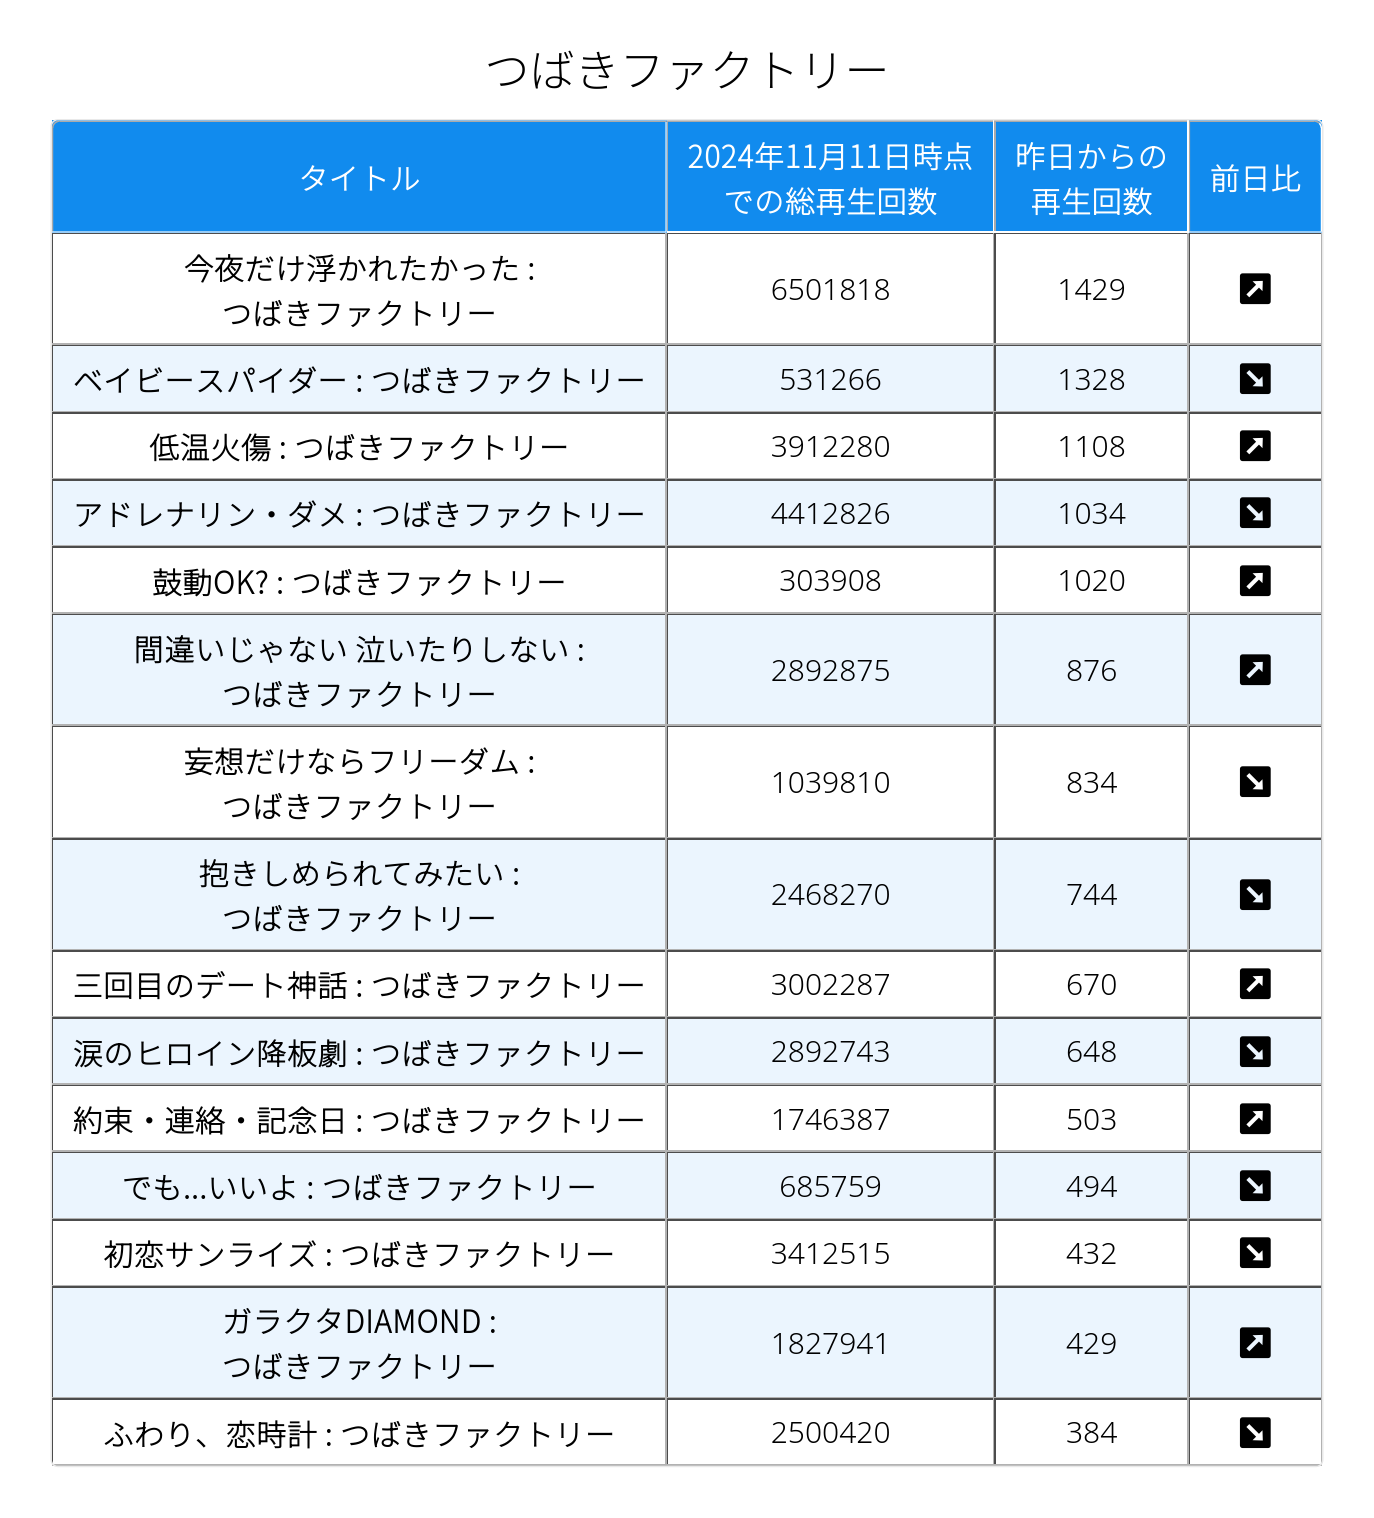 つばきファクトリー
タイトル
2024年11月11日時点
での総再生回数
昨日からの
再生回数
前日比
今夜だけ浮かれたかった :
つばきファクトリー
6501818
1429
ベイビースパイダー : つばきファクトリー
531266
1328
低温火傷 : つばきファクトリー
3912280
1108
アドレナリン・ダメ : つばきファクトリー
4412826
1034
鼓動OK? : つばきファクトリー
303908
1020
間違いじゃない 泣いたりしない :
つばきファクトリー
2892875
876
妄想だけならフリーダム :
つばきファクトリー
1039810
834
抱きしめられてみたい :
つばきファクトリー
2468270
744
三回目のデート神話 : つばきファクトリー
3002287
670
涙のヒロイン降板劇 : つばきファクトリー
2892743
648
約束・連絡・記念日 : つばきファクトリー
1746387
503
でも...いいよ : つばきファクトリー
685759
494
初恋サンライズ : つばきファクトリー
3412515
432
ガラクタDIAMOND :
つばきファクトリー
1827941
429
ふわり、恋時計 : つばきファクトリー
2500420
384